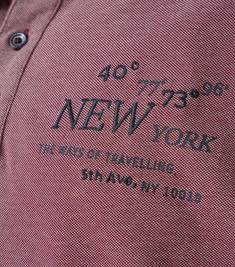 40° 77' 73° 96'
NEW YORK
THE WAYS OF TRAVELLING.
5th Ave, NY 10019